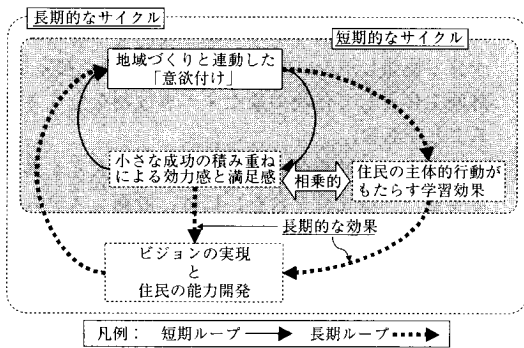 長期的なサイクル
短期的なサイクル
地域づくりと連動した
「意欲付け」
小さな成功の積み重ね
による効力感と満足感
相乗的
住民の主体的行動が
もたらす学習効果
長期的な効果
ビジョンの実現
と
住民の能力開発
凡例： 短期ループ 長期ループ